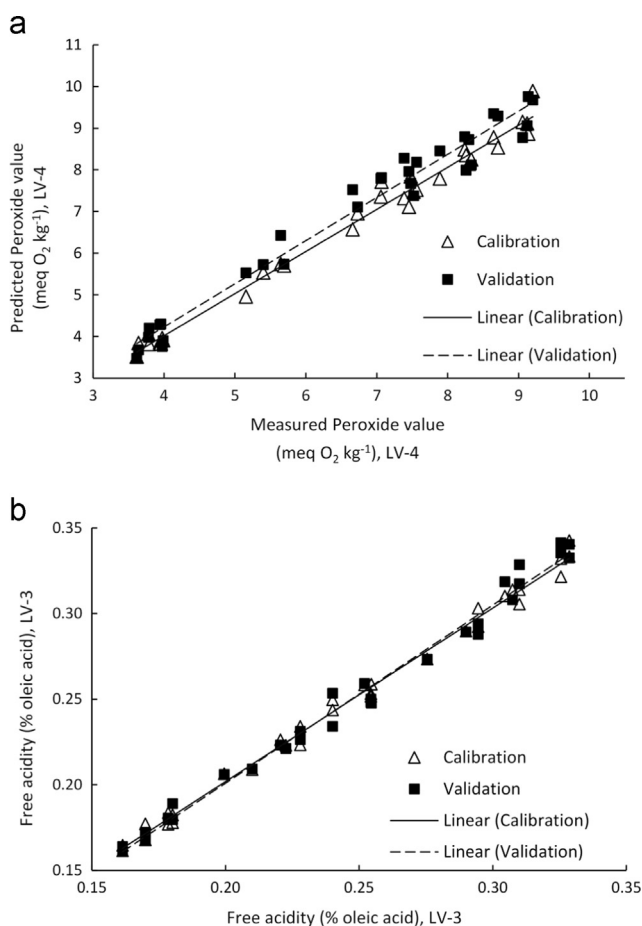 a
Predicted Peroxide value
(meq O₂ kg⁻¹), LV-4
10
9
8
7
6
5
4
3
3 4 5 6 7 8 9 10
Calibration
Validation
Linear (Calibration)
Linear (Validation)
Measured Peroxide value
(meq O₂ kg⁻¹), LV-4
b
Free acidity (% oleic acid), LV-3
0.35
0.30
0.25
0.20
0.15
0.15 0.20 0.25 0.30 0.35
Calibration
Validation
Linear (Calibration)
Linear (Validation)
Free acidity (% oleic acid), LV-3